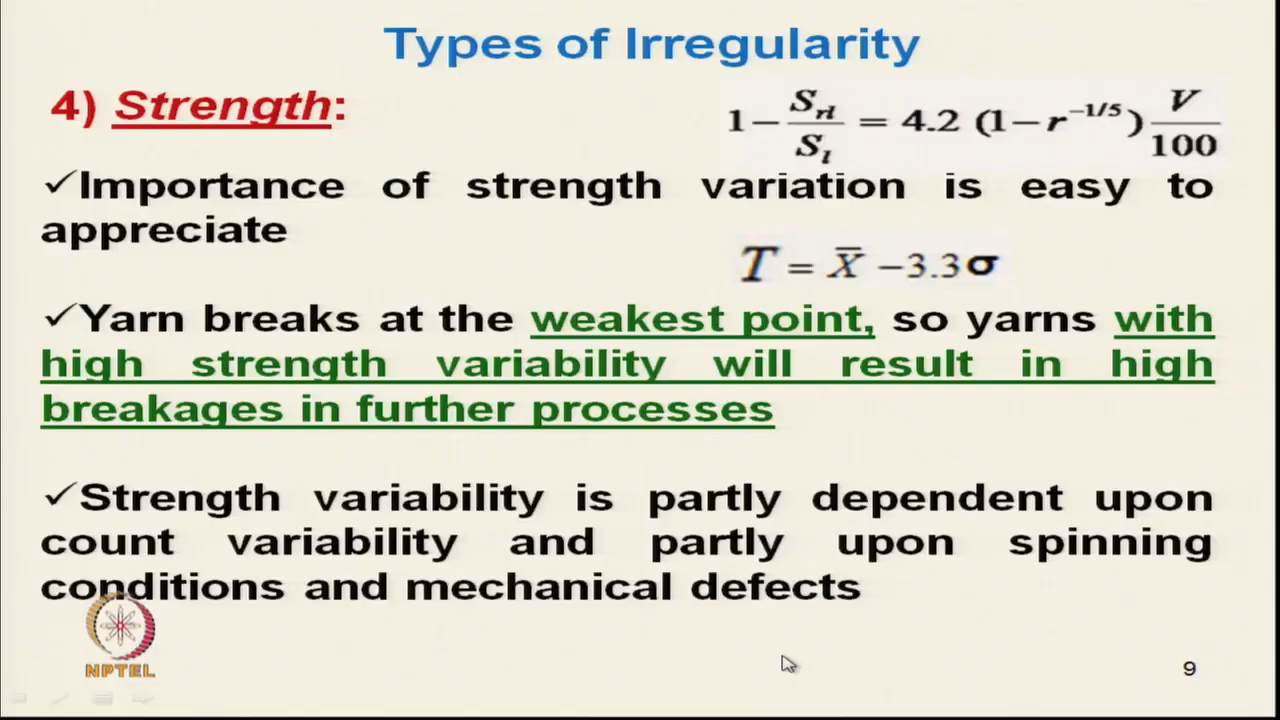 Types of Irregularity
4) Strength:
1 − S_rl / S_l = 4.2 (1 − r^−1/5) V / 100
✓Importance of strength variation is easy to
appreciate
T = X̄ − 3.3σ
✓Yarn breaks at the weakest point, so yarns with
high strength variability will result in high
breakages in further processes
✓Strength variability is partly dependent upon
count variability and partly upon spinning
conditions and mechanical defects
NPTEL
9